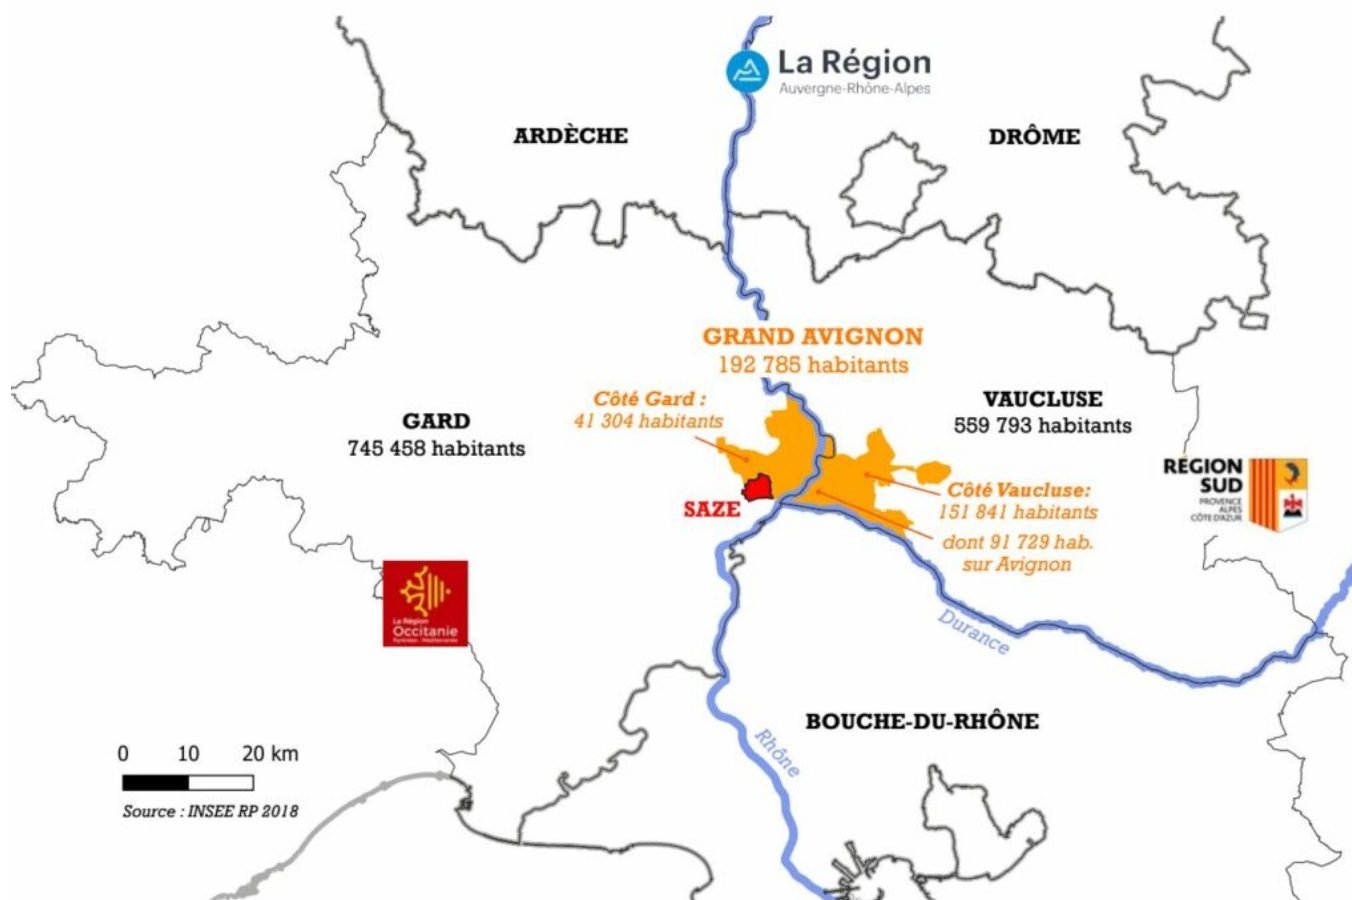 La Région
Auvergne-Rhône-Alpes
ARDÈCHE
DRÔME
GRAND AVIGNON
192 785 habitants
Côté Gard :
41 304 habitants
GARD
745 458 habitants
VAUCLUSE
559 793 habitants
SAZE
Côté Vaucluse:
151 841 habitants
dont 91 729 hab.
sur Avignon
RÉGION
SUD
PROVENCE
ALPES
CÔTE D'AZUR
La Région
Occitanie
Pyrénées - Méditerranée
Durance
BOUCHE-DU-RHÔNE
Rhône
0 10 20 km
Source : INSEE RP 2018